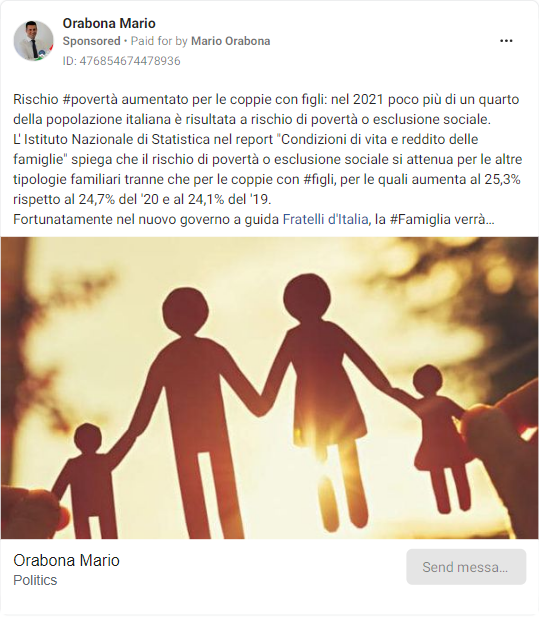 Orabona Mario
Sponsored • Paid for by Mario Orabona
ID: 476854674478936
Rischio #povertà aumentato per le coppie con figli: nel 2021 poco più di un quarto
della popolazione italiana è risultata a rischio di povertà o esclusione sociale.
L' Istituto Nazionale di Statistica nel report "Condizioni di vita e reddito delle
famiglie" spiega che il rischio di povertà o esclusione sociale si attenua per le altre
tipologie familiari tranne che per le coppie con #figli, per le quali aumenta al 25,3%
rispetto al 24,7% del '20 e al 24,1% del '19.
Fortunatamente nel nuovo governo a guida Fratelli d'Italia, la #Famiglia verrà...
Orabona Mario
Politics
Send messa...